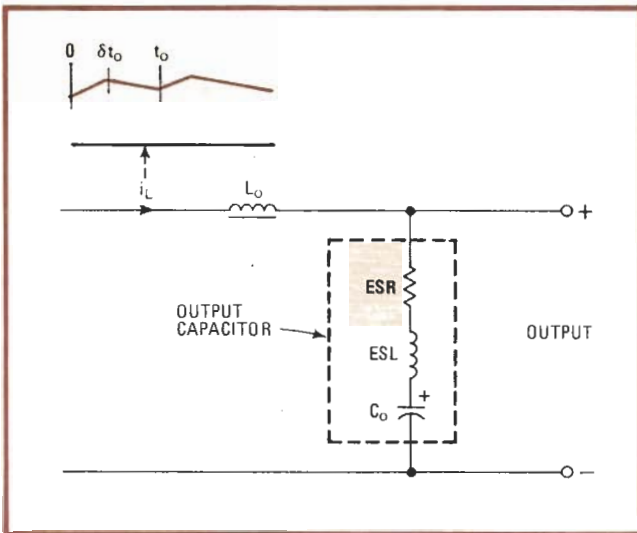 0 δt₀ t₀
i_L
L₀
+
ESR
OUTPUT
CAPACITOR
OUTPUT
ESL
+
C₀
−